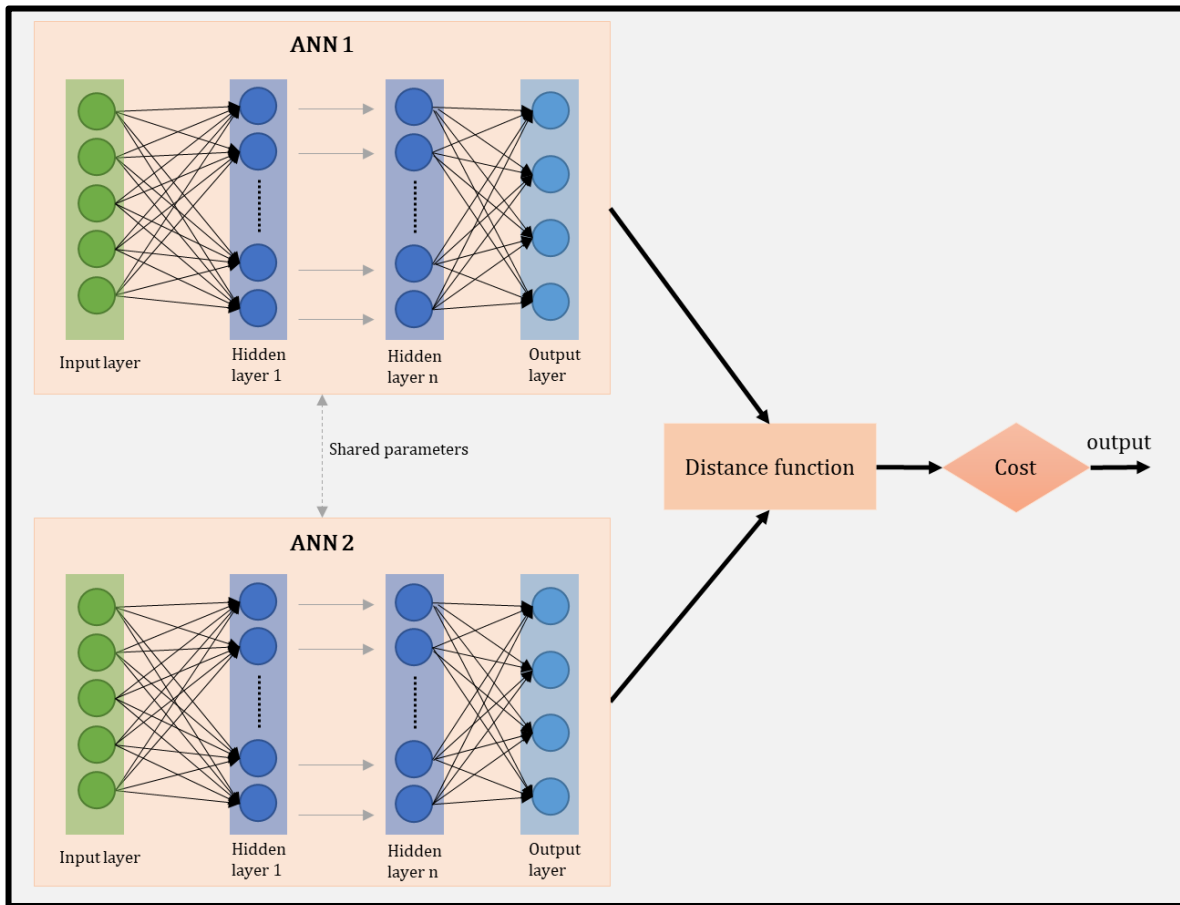 ANN 1
Input layer
Hidden
layer 1
Hidden
layer n
Output
layer
Shared parameters
Distance function
Cost
output
ANN 2
Input layer
Hidden
layer 1
Hidden
layer n
Output
layer